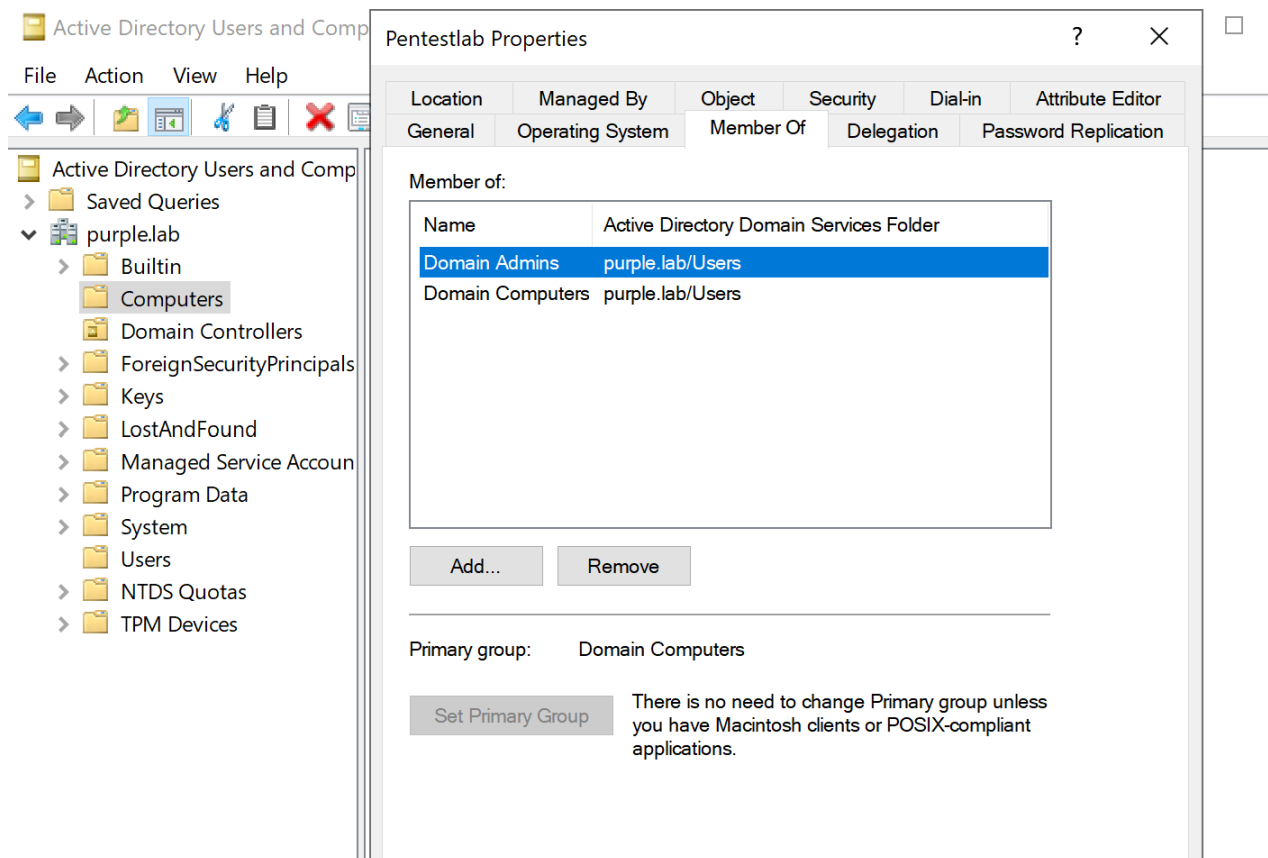 Active Directory Users and Comp
File Action View Help
Active Directory Users and Comp
Saved Queries
purple.lab
Builtin
Computers
Domain Controllers
ForeignSecurityPrincipals
Keys
LostAndFound
Managed Service Accoun
Program Data
System
Users
NTDS Quotas
TPM Devices
Pentestlab Properties ?
Location Managed By Object Security Dial-in Attribute Editor
General Operating System Member Of Delegation Password Replication
Member of:
Name Active Directory Domain Services Folder
Domain Admins purple.lab/Users
Domain Computers purple.lab/Users
Add... Remove
Primary group: Domain Computers
Set Primary Group
There is no need to change Primary group unless
you have Macintosh clients or POSIX-compliant
applications.